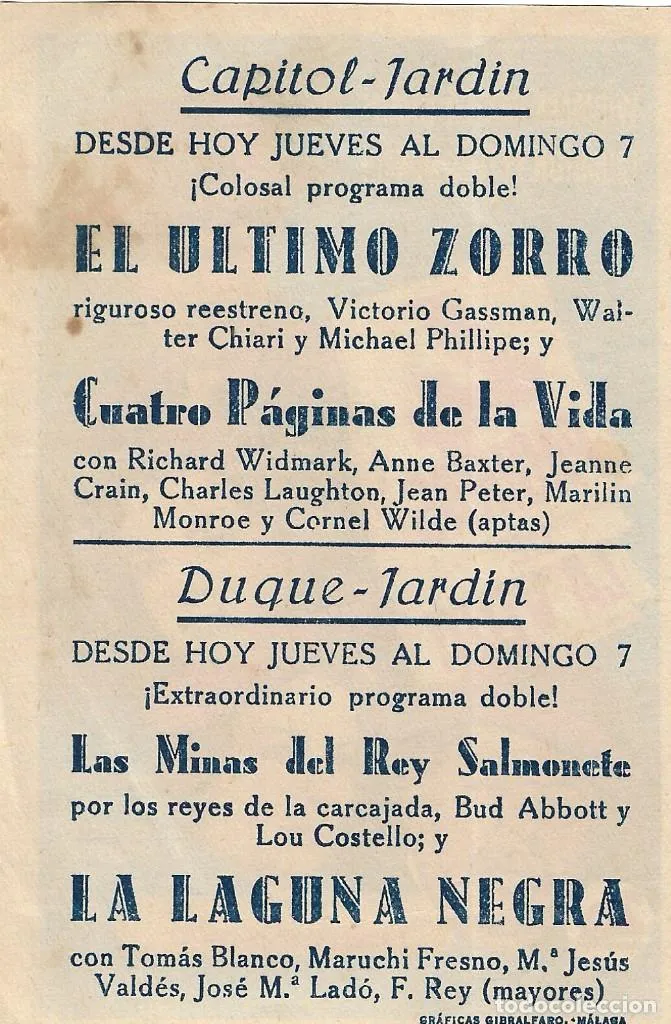 Capitol-Jardin
DESDE HOY JUEVES AL DOMINGO 7
¡Colosal programa doble!
EL ULTIMO ZORRO
riguroso reestreno, Victorio Gassman, Wal-
ter Chiari y Michael Phillipe; y
Cuatro Páginas de la Vida
con Richard Widmark, Anne Baxter, Jeanne
Crain, Charles Laughton, Jean Peter, Marilin
Monroe y Cornel Wilde (aptas)
Duque-Jardín
DESDE HOY JUEVES AL DOMINGO 7
¡Extraordinario programa doble!
Las Minas del Rey Salmonete
por los reyes de la carcajada, Bud Abbott y
Lou Costello; y
LA LAGUNA NEGRA
con Tomás Blanco, Maruchi Fresno, M.ª Jesús
Valdés, José M.ª Ladó, F. Rey (mayores)
GRÁFICAS GIBRALFARO.-MÁLAGA
todocoleccion